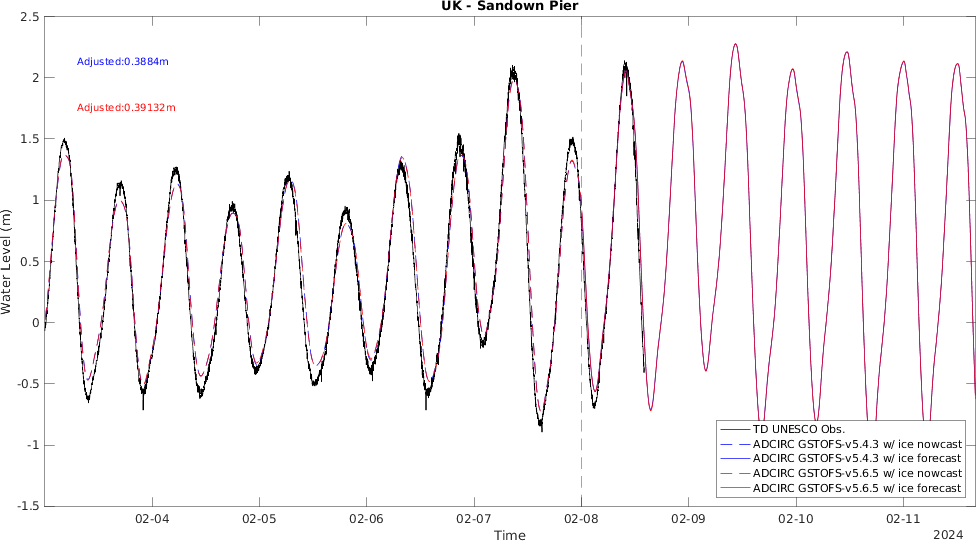 UK - Sandown Pier
2.5
2
1.5
1
0.5
0
-0.5
-1
-1.5
Water Level (m)
Adjusted:0.3884m
Adjusted:0.39132m
TD UNESCO Obs.
ADCIRC GSTOFS-v5.4.3 w/ ice nowcast
ADCIRC GSTOFS-v5.4.3 w/ ice forecast
ADCIRC GSTOFS-v5.6.5 w/ ice nowcast
ADCIRC GSTOFS-v5.6.5 w/ ice forecast
02-04 02-05 02-06 02-07 02-08 02-09 02-10 02-11
Time
2024